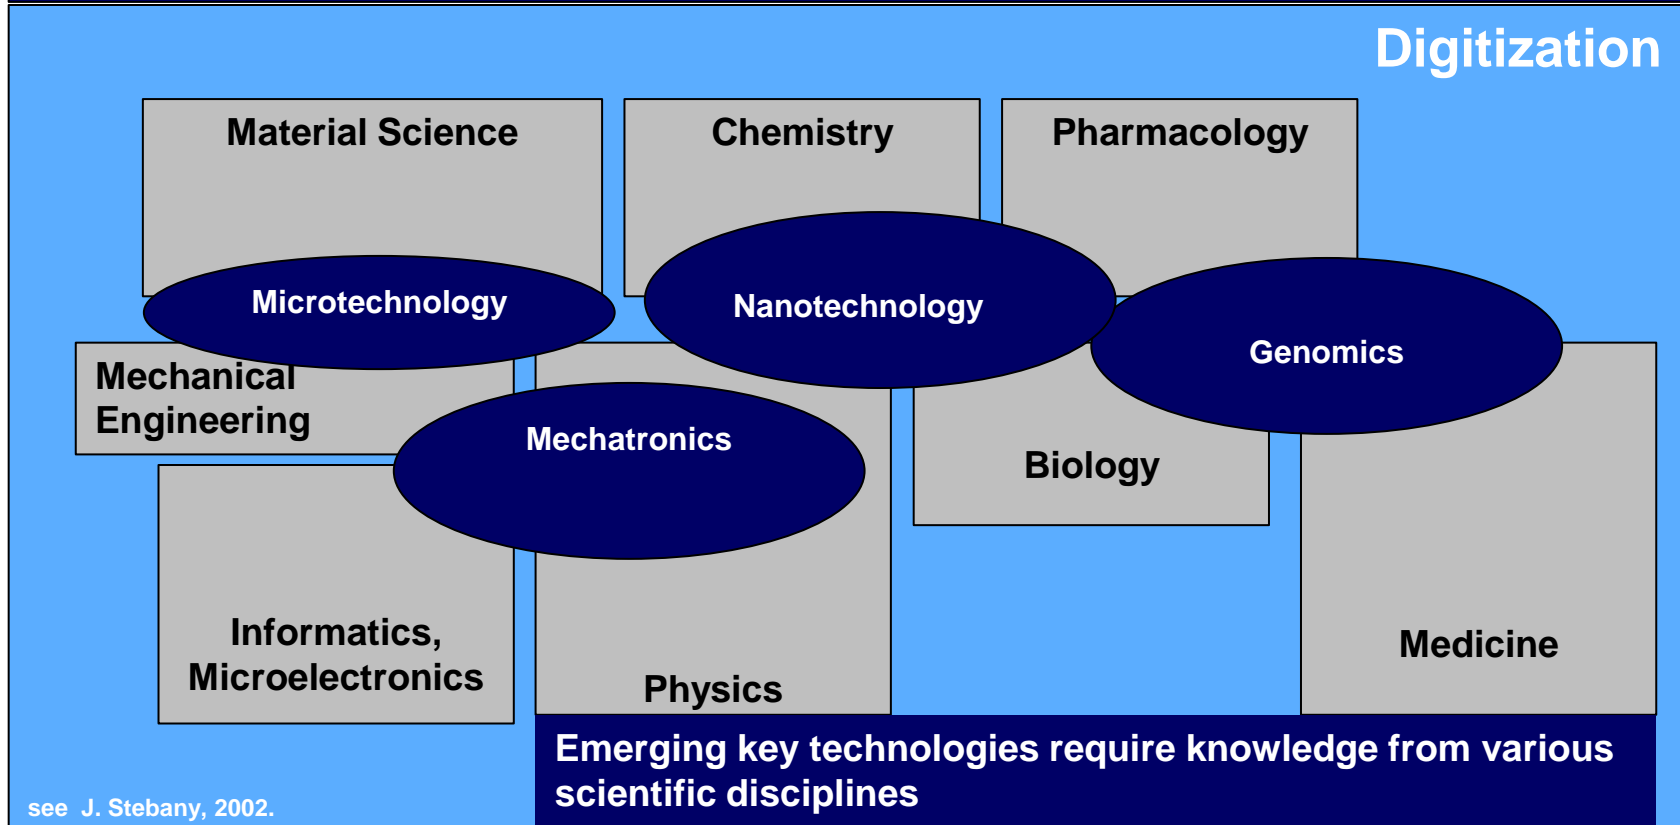 Digitization
Material Science
Chemistry
Pharmacology
Microtechnology
Nanotechnology
Genomics
Mechanical
Engineering
Mechatronics
Biology
Informatics,
Microelectronics
Physics
Medicine
Emerging key technologies require knowledge from various
scientific disciplines
see J. Stebany, 2002.